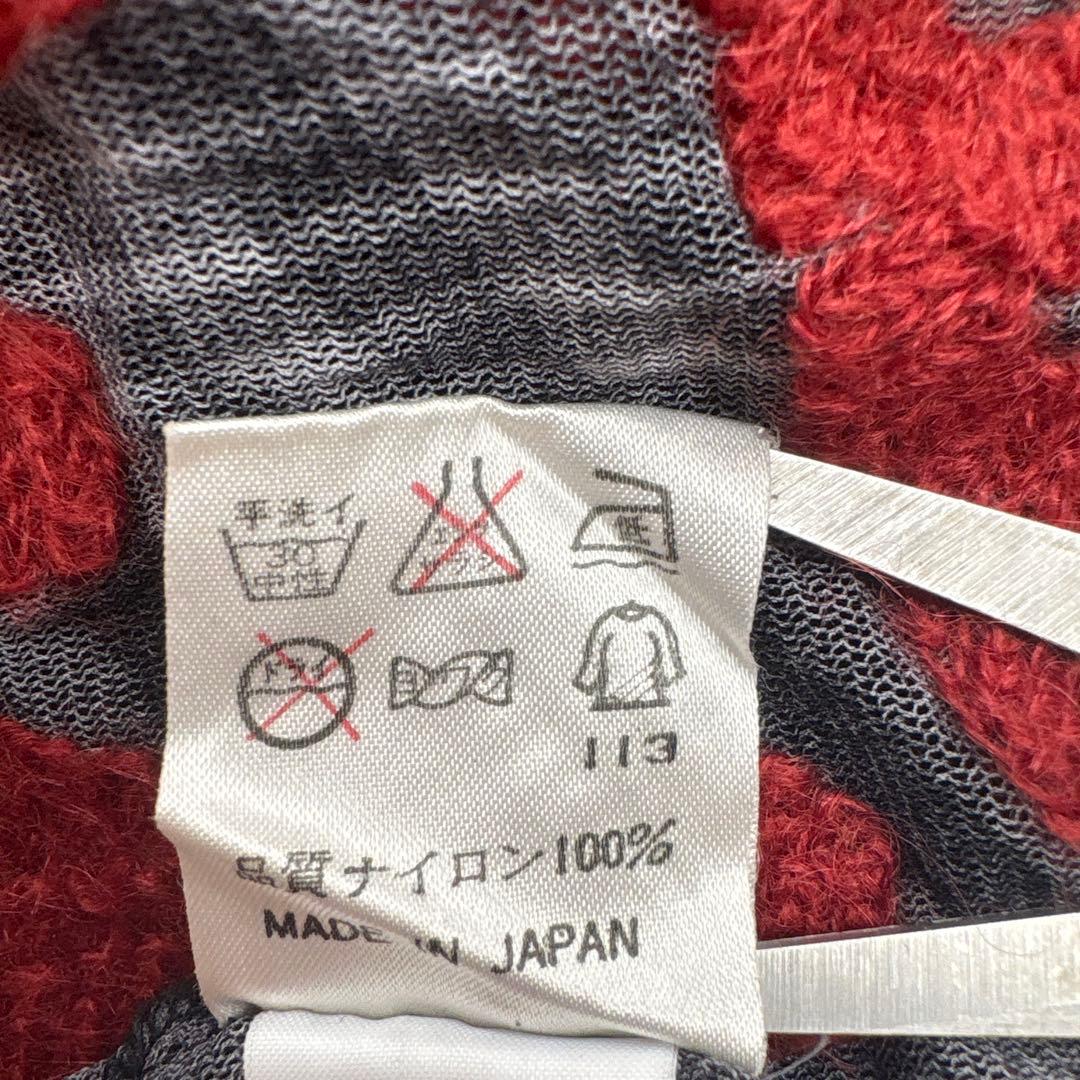 手洗イ
30
中性
エンソ
サラシ
低
ドライ
113
品質ナイロン100%
MADE IN JAPAN